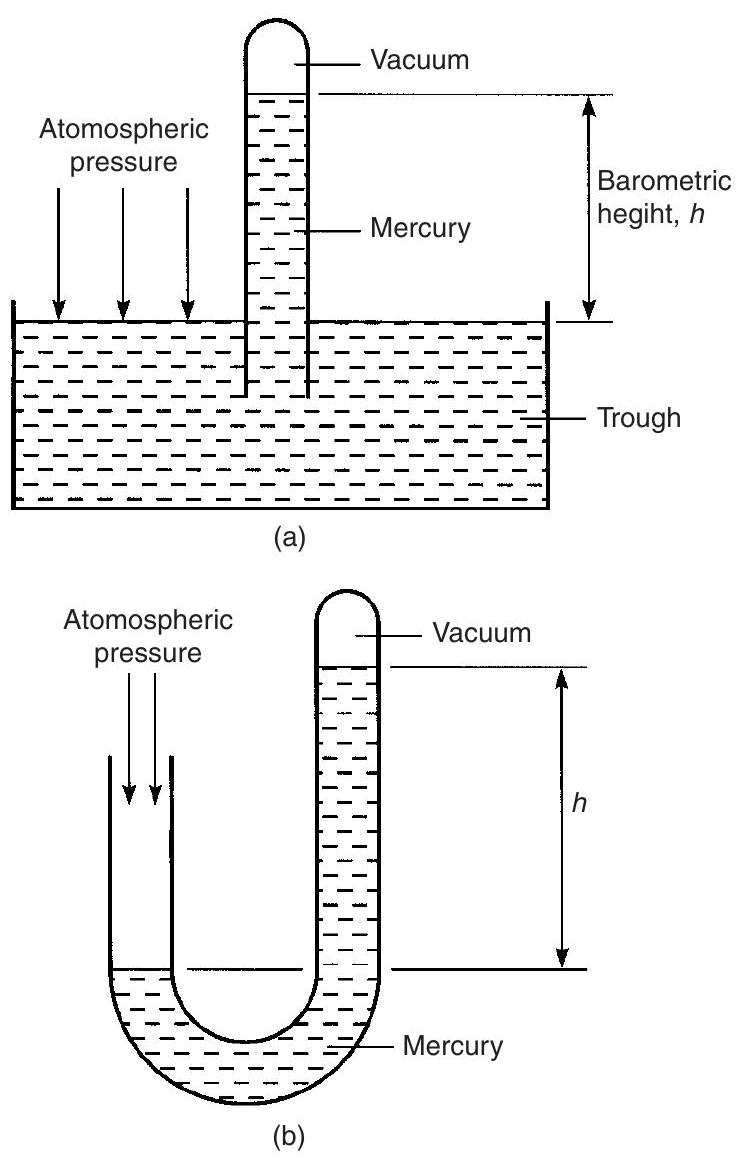 Vacuum
Atomospheric
pressure
Barometric
hegiht, h
Mercury
Trough
(a)
Atomospheric
pressure
Vacuum
h
Mercury
(b)